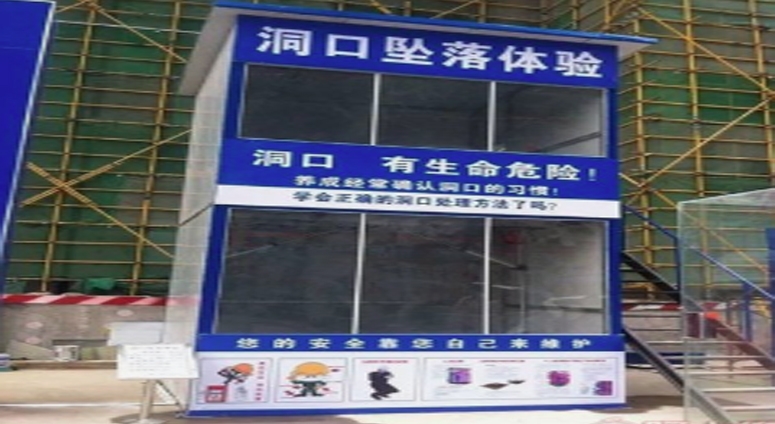 洞口坠落体验
洞口 有生命危险!
养成经常确认洞口的习惯!
学会正确的洞口处理方法了吗?
您的安全靠您自己来维护